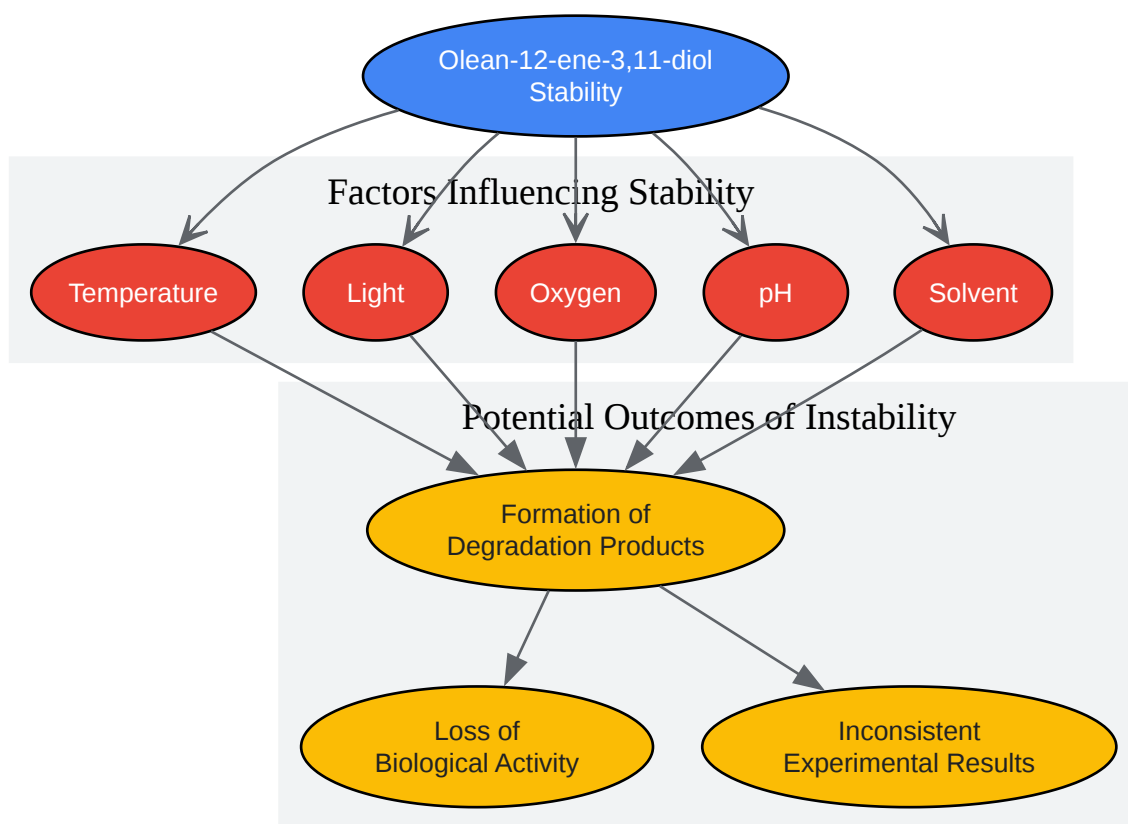 Olean-12-ene-3,11-diol
Stability
Factors Influencing Stability
Temperature
Light
Oxygen
pH
Solvent
Potential Outcomes of Instability
Formation of
Degradation Products
Loss of
Biological Activity
Inconsistent
Experimental Results